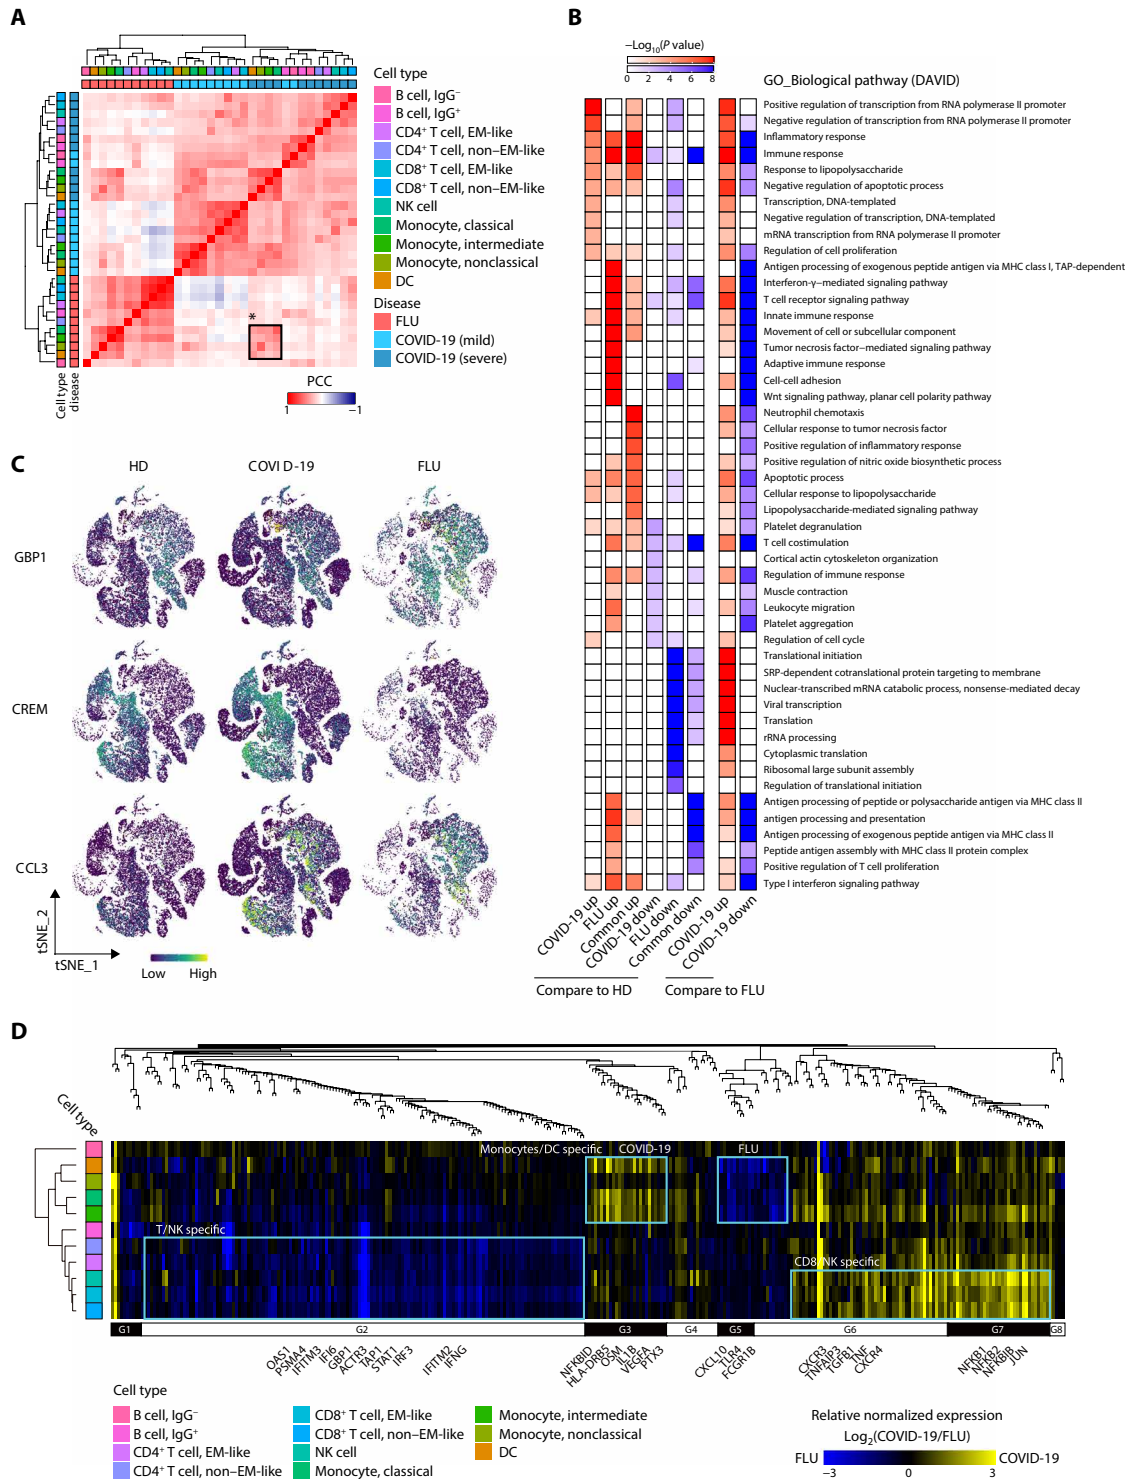 A
Cell type
B cell, IgG⁻
B cell, IgG⁺
CD4⁺ T cell, EM-like
CD4⁺ T cell, non–EM-like
CD8⁺ T cell, EM-like
CD8⁺ T cell, non–EM-like
NK cell
Monocyte, classical
Monocyte, intermediate
Monocyte, nonclassical
DC
Disease
FLU
COVID-19 (mild)
COVID-19 (severe)
*
Cell type
disease
PCC
1
−1
B
−Log₁₀(P value)
0 2 4 6 8
GO_Biological pathway (DAVID)
Positive regulation of transcription from RNA polymerase II promoter
Negative regulation of transcription from RNA polymerase II promoter
Inflammatory response
Immune response
Response to lipopolysaccharide
Negative regulation of apoptotic process
Transcription, DNA-templated
Negative regulation of transcription, DNA-templated
mRNA transcription from RNA polymerase II promoter
Regulation of cell proliferation
Antigen processing of exogenous peptide antigen via MHC class I, TAP-dependent
Interferon-γ−mediated signaling pathway
T cell receptor signaling pathway
Innate immune response
Movement of cell or subcellular component
Tumor necrosis factor−mediated signaling pathway
Adaptive immune response
Cell-cell adhesion
Wnt signaling pathway, planar cell polarity pathway
Neutrophil chemotaxis
Cellular response to tumor necrosis factor
Positive regulation of inflammatory response
Positive regulation of nitric oxide biosynthetic process
Apoptotic process
Cellular response to lipopolysaccharide
Lipopolysaccharide-mediated signaling pathway
Platelet degranulation
T cell costimulation
Cortical actin cytoskeleton organization
Regulation of immune response
Muscle contraction
Leukocyte migration
Platelet aggregation
Regulation of cell cycle
Translational initiation
SRP-dependent cotranslational protein targeting to membrane
Nuclear-transcribed mRNA catabolic process, nonsense-mediated decay
Viral transcription
Translation
rRNA processing
Cytoplasmic translation
Ribosomal large subunit assembly
Regulation of translational initiation
Antigen processing of peptide or polysaccharide antigen via MHC class II
antigen processing and presentation
Antigen processing of exogenous peptide antigen via MHC class II
Peptide antigen assembly with MHC class II protein complex
Positive regulation of T cell proliferation
Type I interferon signaling pathway
COVID-19 up
FLU up
Common up
COVID-19 down
FLU down
Common down
COVID-19 up
COVID-19 down
Compare to HD
Compare to FLU
C
HD
COVI D-19
FLU
GBP1
CREM
CCL3
tSNE_2
tSNE_1
Low
High
D
Cell type
Monocytes/DC specific
COVID-19
FLU
T/NK specific
CD8/NK specific
G1
G2
G3
G4
G5
G6
G7
G8
OAS1
PSMA4
IFITM3
IFI6
GBP1
ACTR3
TAP1
STAT1
IRF3
IFITM2
IFNG
NFKBID
HLA-DRB5
OSM
IL1B
VEGFA
PTX3
CXCL10
TLR4
FCGR1B
CXCR3
TNFAIP3
TGFB1
TNF
CXCR4
NFKB1
NFKB2
NFKBIB
JUN
Cell type
B cell, IgG⁻
B cell, IgG⁺
CD4⁺ T cell, EM-like
CD4⁺ T cell, non–EM-like
CD8⁺ T cell, EM-like
CD8⁺ T cell, non–EM-like
NK cell
Monocyte, classical
Monocyte, intermediate
Monocyte, nonclassical
DC
Relative normalized expression
Log₂(COVID-19/FLU)
FLU
COVID-19
−3
0
3